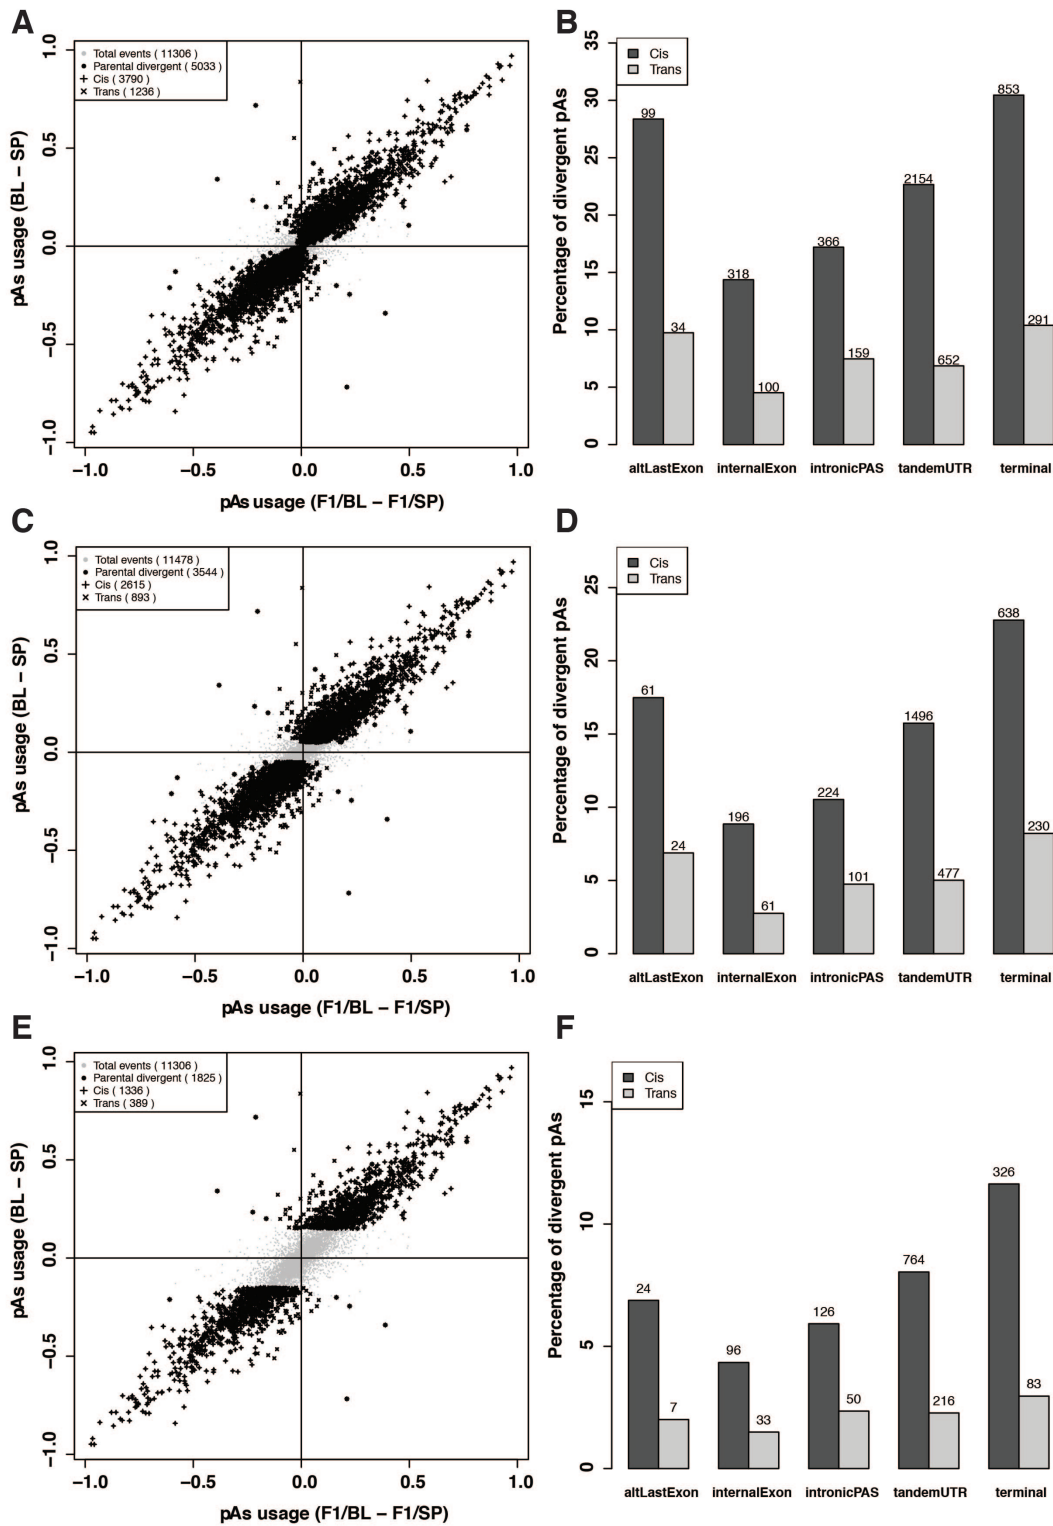 A
Total events ( 11306 )
Parental divergent ( 5033 )
Cis ( 3790 )
Trans ( 1236 )
1.0
0.5
0.0
−0.5
−1.0
pAs usage (BL − SP)
−1.0 −0.5 0.0 0.5 1.0
pAs usage (F1/BL − F1/SP)
B
Cis
Trans
Percentage of divergent pAs
35
30
25
20
15
10
5
0
99 34 318 100 366 159 2154 652 853 291
altLastExon internalExon intronicPAS tandemUTR terminal
C
Total events ( 11478 )
Parental divergent ( 3544 )
Cis ( 2615 )
Trans ( 893 )
1.0
0.5
0.0
−0.5
−1.0
pAs usage (BL − SP)
−1.0 −0.5 0.0 0.5 1.0
pAs usage (F1/BL − F1/SP)
D
Cis
Trans
Percentage of divergent pAs
25
20
15
10
5
0
61 24 196 61 224 101 1496 477 638 230
altLastExon internalExon intronicPAS tandemUTR terminal
E
Total events ( 11306 )
Parental divergent ( 1825 )
Cis ( 1336 )
Trans ( 389 )
1.0
0.5
0.0
−0.5
−1.0
pAs usage (BL − SP)
−1.0 −0.5 0.0 0.5 1.0
pAs usage (F1/BL − F1/SP)
F
Cis
Trans
Percentage of divergent pAs
15
10
5
0
24 7 96 33 126 50 764 216 326 83
altLastExon internalExon intronicPAS tandemUTR terminal